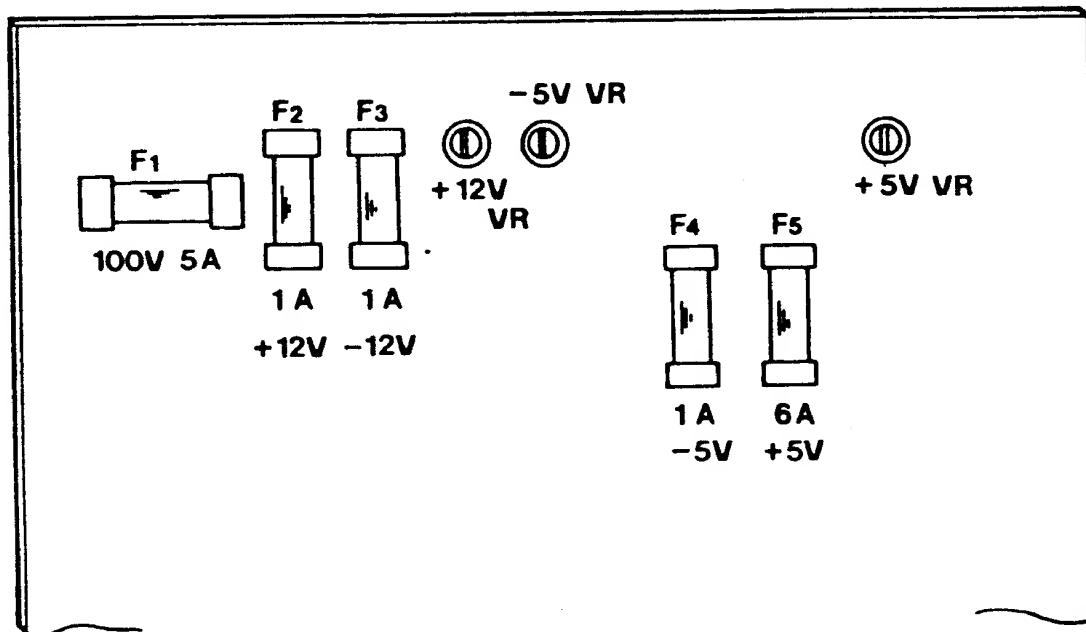 F1
100V 5A
F2
1A
+12V
F3
1A
-12V
+12V
VR
-5V VR
+5V VR
F4
1A
-5V
F5
6A
+5V